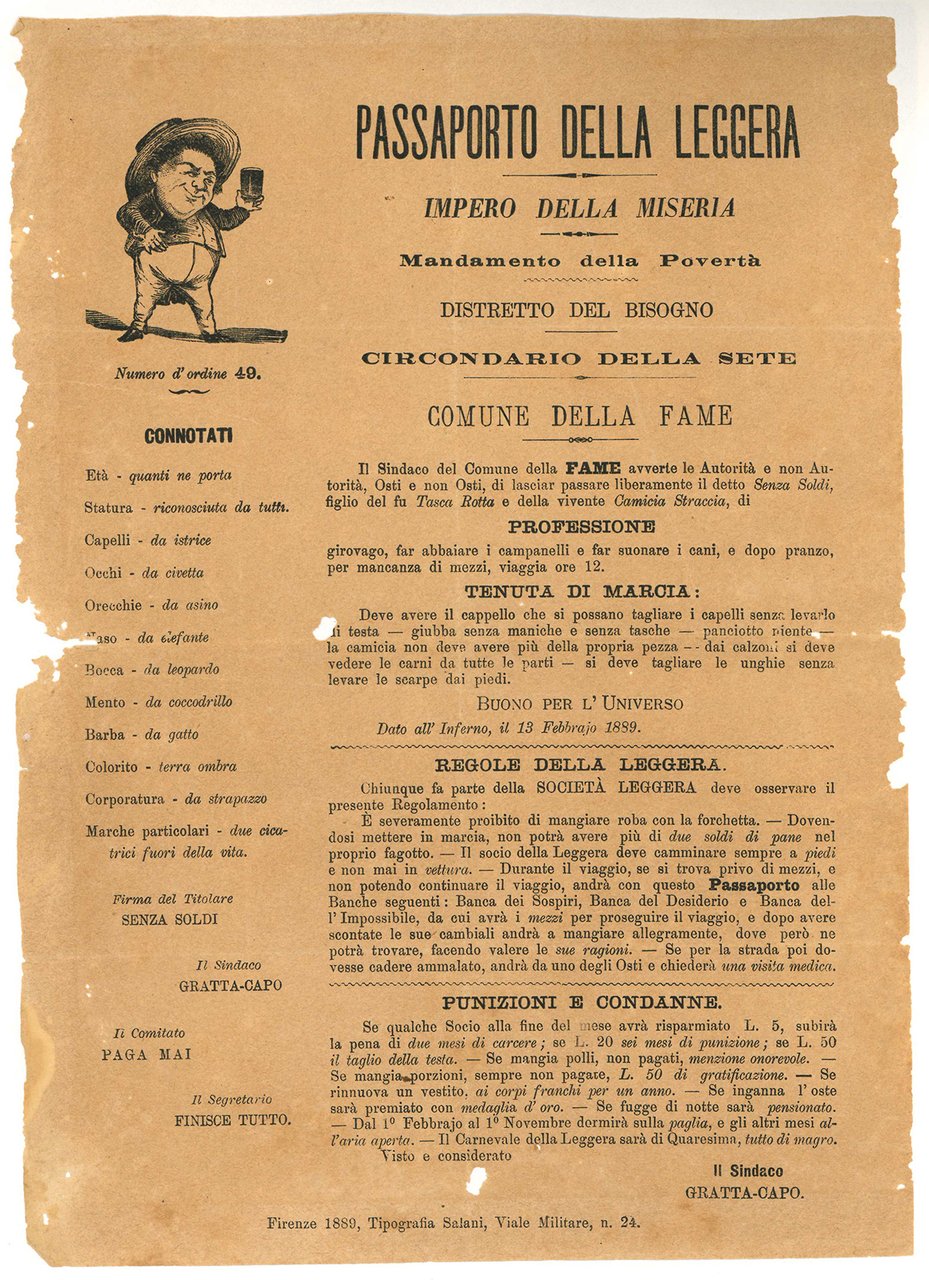 PASSAPORTO DELLA LEGGERA
IMPERO DELLA MISERIA
Mandamento della Povertà
DISTRETTO DEL BISOGNO
CIRCONDARIO DELLA SETE
COMUNE DELLA FAME
Numero d'ordine 49.
CONNOTATI
Età - quanti ne porta
Statura - riconosciuta da tutti.
Capelli - da istrice
Occhi - da civetta
Orecchie - da asino
Naso - da elefante
Bocca - da leopardo
Mento - da coccodrillo
Barba - da gatto
Colorito - terra ombra
Corporatura - da strapazzo
Marche particolari - due cica-
trici fuori della vita.
Firma del Titolare
SENZA SOLDI
Il Sindaco
GRATTA-CAPO
Il Comitato
PAGA MAI
Il Segretario
FINISCE TUTTO.
Il Sindaco del Comune della FAME avverte le Autorità e non Au-
torità, Osti e non Osti, di lasciar passare liberamente il detto Senza Soldi,
figlio del fu Tasca Rotta e della vivente Camicia Straccia, di
PROFESSIONE
girovago, far abbaiare i campanelli e far suonare i cani, e dopo pranzo,
per mancanza di mezzi, viaggia ore 12.
TENUTA DI MARCIA:
Deve avere il cappello che si possano tagliare i capelli senza levarlo
di testa — giubba senza maniche e senza tasche — panciotto niente —
la camicia non deve avere più della propria pezza — dai calzoni si deve
vedere le carni da tutte le parti — si deve tagliare le unghie senza
levare le scarpe dai piedi.
BUONO PER L' UNIVERSO
Dato all' Inferno, il 13 Febbrajo 1889.
REGOLE DELLA LEGGERA.
Chiunque fa parte della SOCIETÀ LEGGERA deve osservare il
presente Regolamento:
È severamente proibito di mangiare roba con la forchetta. — Doven-
dosi mettere in marcia, non potrà avere più di due soldi di pane nel
proprio fagotto. — Il socio della Leggera deve camminare sempre a piedi
e non mai in vettura. — Durante il viaggio, se si trova privo di mezzi, e
non potendo continuare il viaggio, andrà con questo Passaporto alle
Banche seguenti: Banca dei Sospiri, Banca del Desiderio e Banca del-
l' Impossibile, da cui avrà i mezzi per proseguire il viaggio, e dopo avere
scontate le sue cambiali andrà a mangiare allegramente, dove però ne
potrà trovare, facendo valere le sue ragioni. — Se per la strada poi do-
vesse cadere ammalato, andrà da uno degli Osti e chiederà una visita medica.
PUNIZIONI E CONDANNE.
Se qualche Socio alla fine del mese avrà risparmiato L. 5, subirà
la pena di due mesi di carcere; se L. 20 sei mesi di punizione; se L. 50
il taglio della testa. — Se mangia polli, non pagati, menzione onorevole. —
Se mangia porzioni, sempre non pagate, L. 50 di gratificazione. — Se
rinnuova un vestito, ai corpi franchi per un anno. — Se inganna l' oste
sarà premiato con medaglia d' oro. — Se fugge di notte sarà pensionato.
— Dal 1º Febbrajo al 1º Novembre dormirà sulla paglia, e gli altri mesi al-
l'aria aperta. — Il Carnevale della Leggera sarà di Quaresima, tutto di magro.
Visto e considerato
Il Sindaco
GRATTA-CAPO.
Firenze 1889, Tipografia Salani, Viale Militare, n. 24.